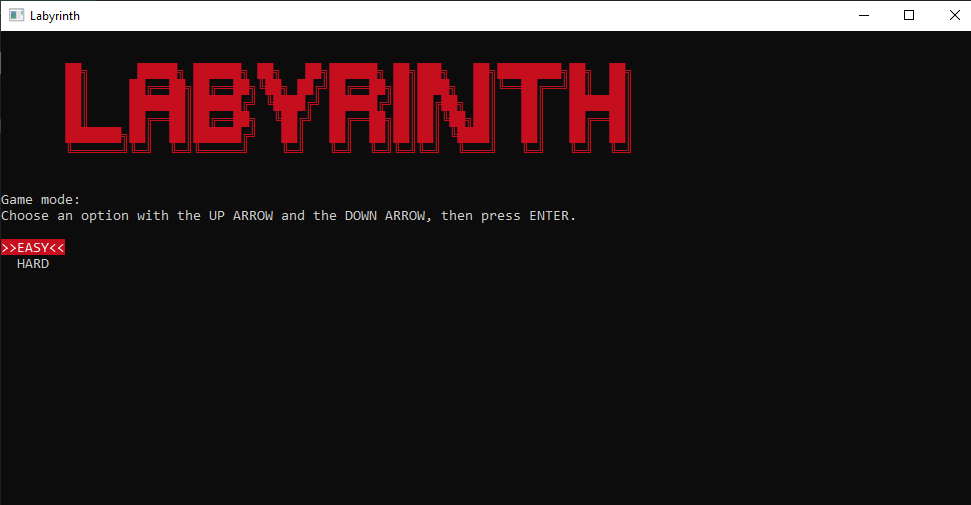 Labyrinth
LABYRINTH
Game mode:
Choose an option with the UP ARROW and the DOWN ARROW, then press ENTER.
>>EASY<<
HARD